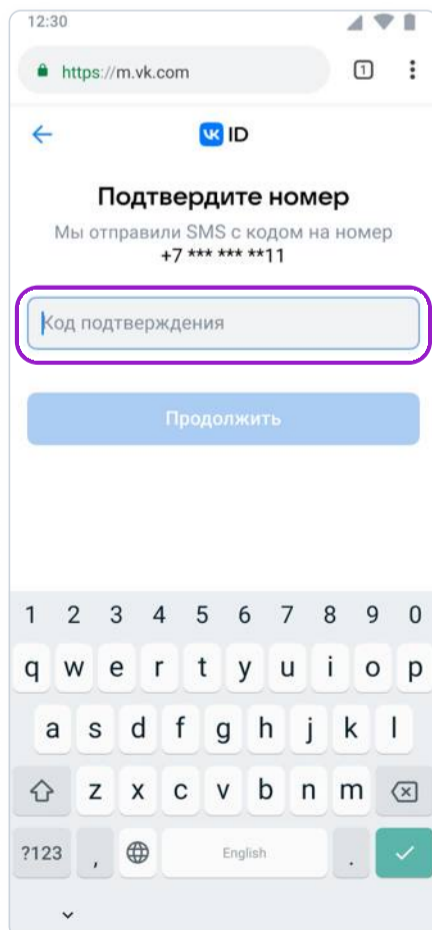 12:30
https://m.vk.com
1
VK ID
Подтвердите номер
Мы отправили SMS с кодом на номер
+7 *** *** **11
Код подтверждения
Продолжить
1 2 3 4 5 6 7 8 9 0
q w e r t y u i o p
a s d f g h j k l
z x c v b n m
?123 , English .